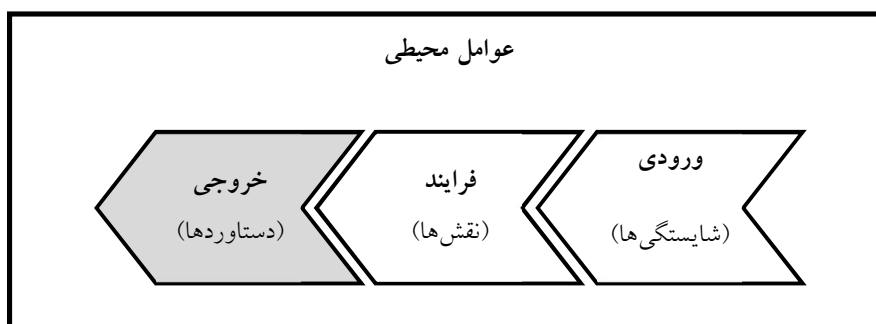 عوامل محیطی
ورودی
(شایستگی‌ها)
فرایند
(نقش‌ها)
خروجی
(دستاوردها)